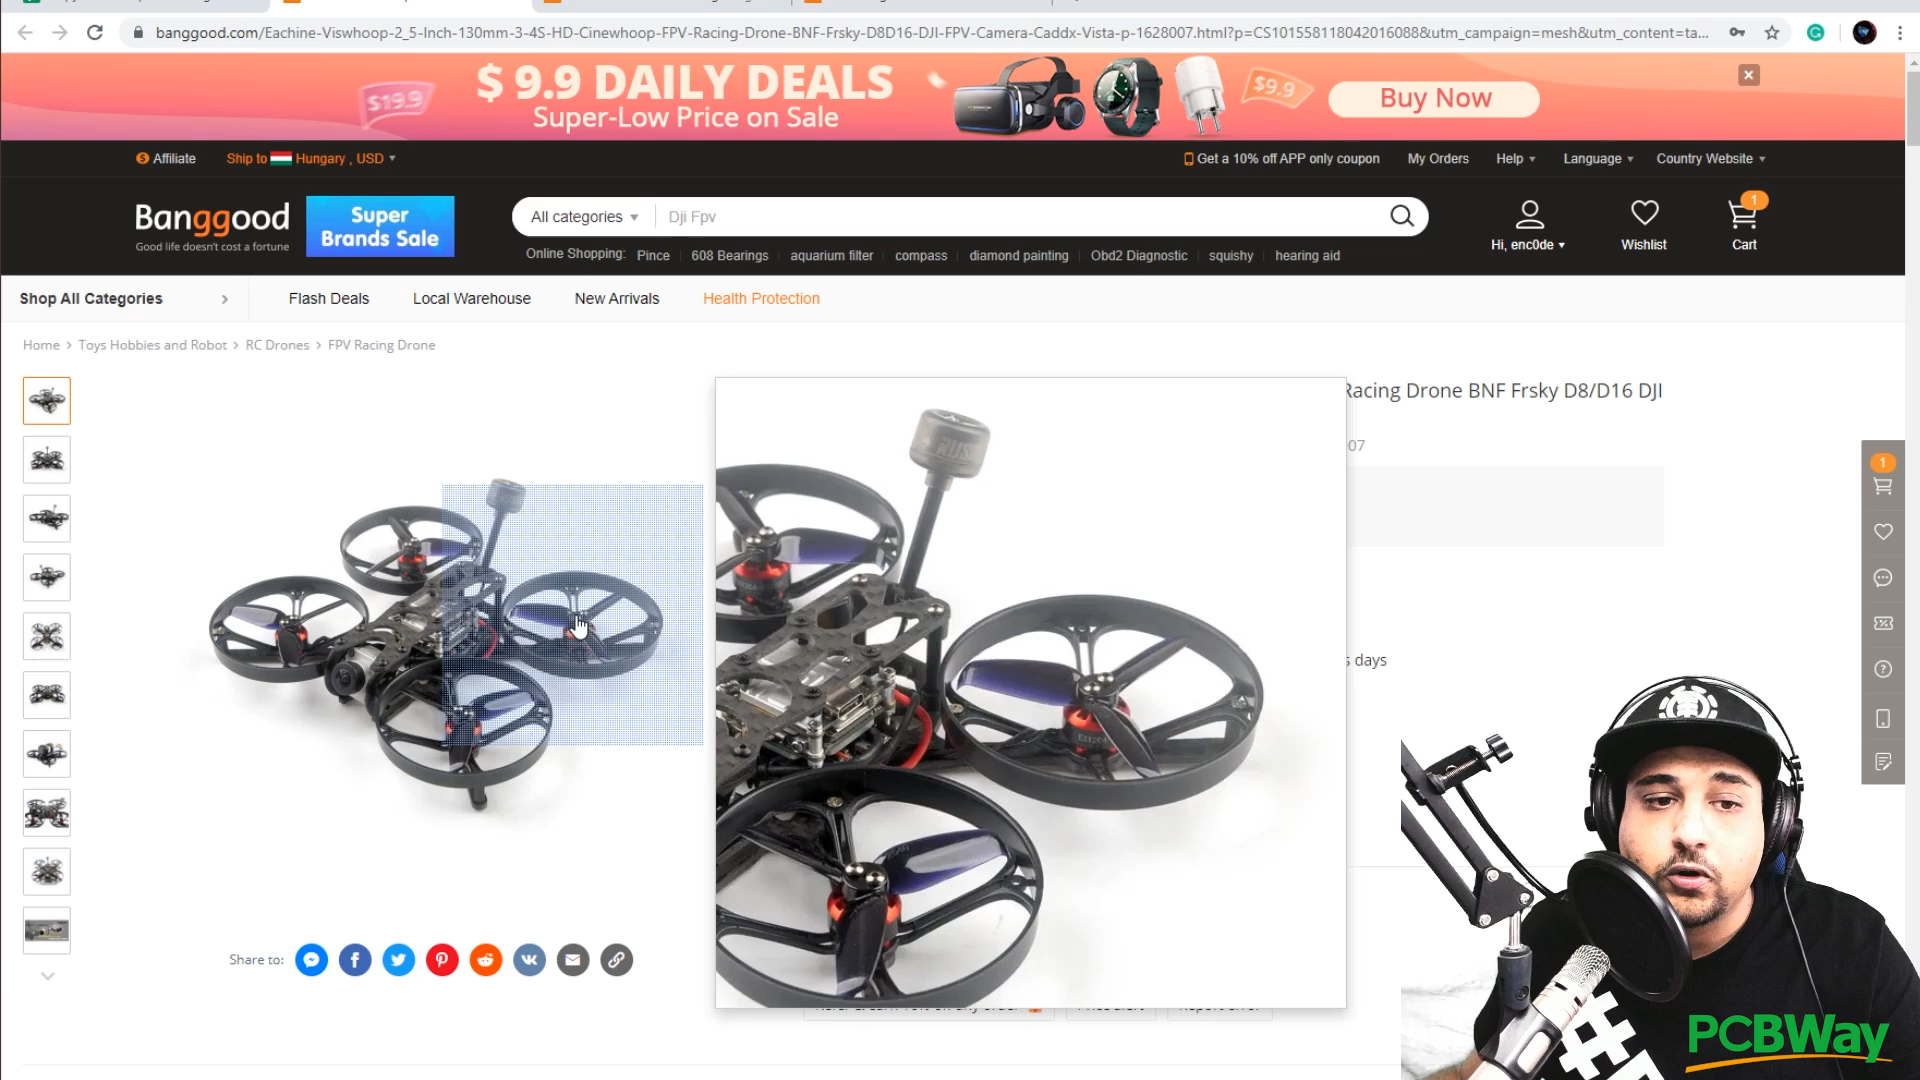 banggood.com/Eachine-Viswhoop-2_5-Inch-130mm-3-4S-HD-Cinewhoop-FPV-Racing-Drone-BNF-Frsky-D8D16-DJI-FPV-Camera-Caddx-Vista-p-1628007.html?p=CS101558118042016088&utm_campaign=mesh&utm_content=ta...
$19.9
$ 9.9 DAILY DEALS
Super-Low Price on Sale
$9.9
Buy Now
Affiliate
Ship to Hungary , USD
Get a 10% off APP only coupon
My Orders
Help
Language
Country Website
Banggood
Good life doesn't cost a fortune
Super
Brands Sale
All categories
Dji Fpv
Hi, enc0de
Wishlist
1
Cart
Online Shopping: Pince 608 Bearings aquarium filter compass diamond painting Obd2 Diagnostic squishy hearing aid
Shop All Categories
Flash Deals
Local Warehouse
New Arrivals
Health Protection
Home > Toys Hobbies and Robot > RC Drones > FPV Racing Drone
Racing Drone BNF Frsky D8/D16 DJI
07
1
s days
Share to:
PCBWay